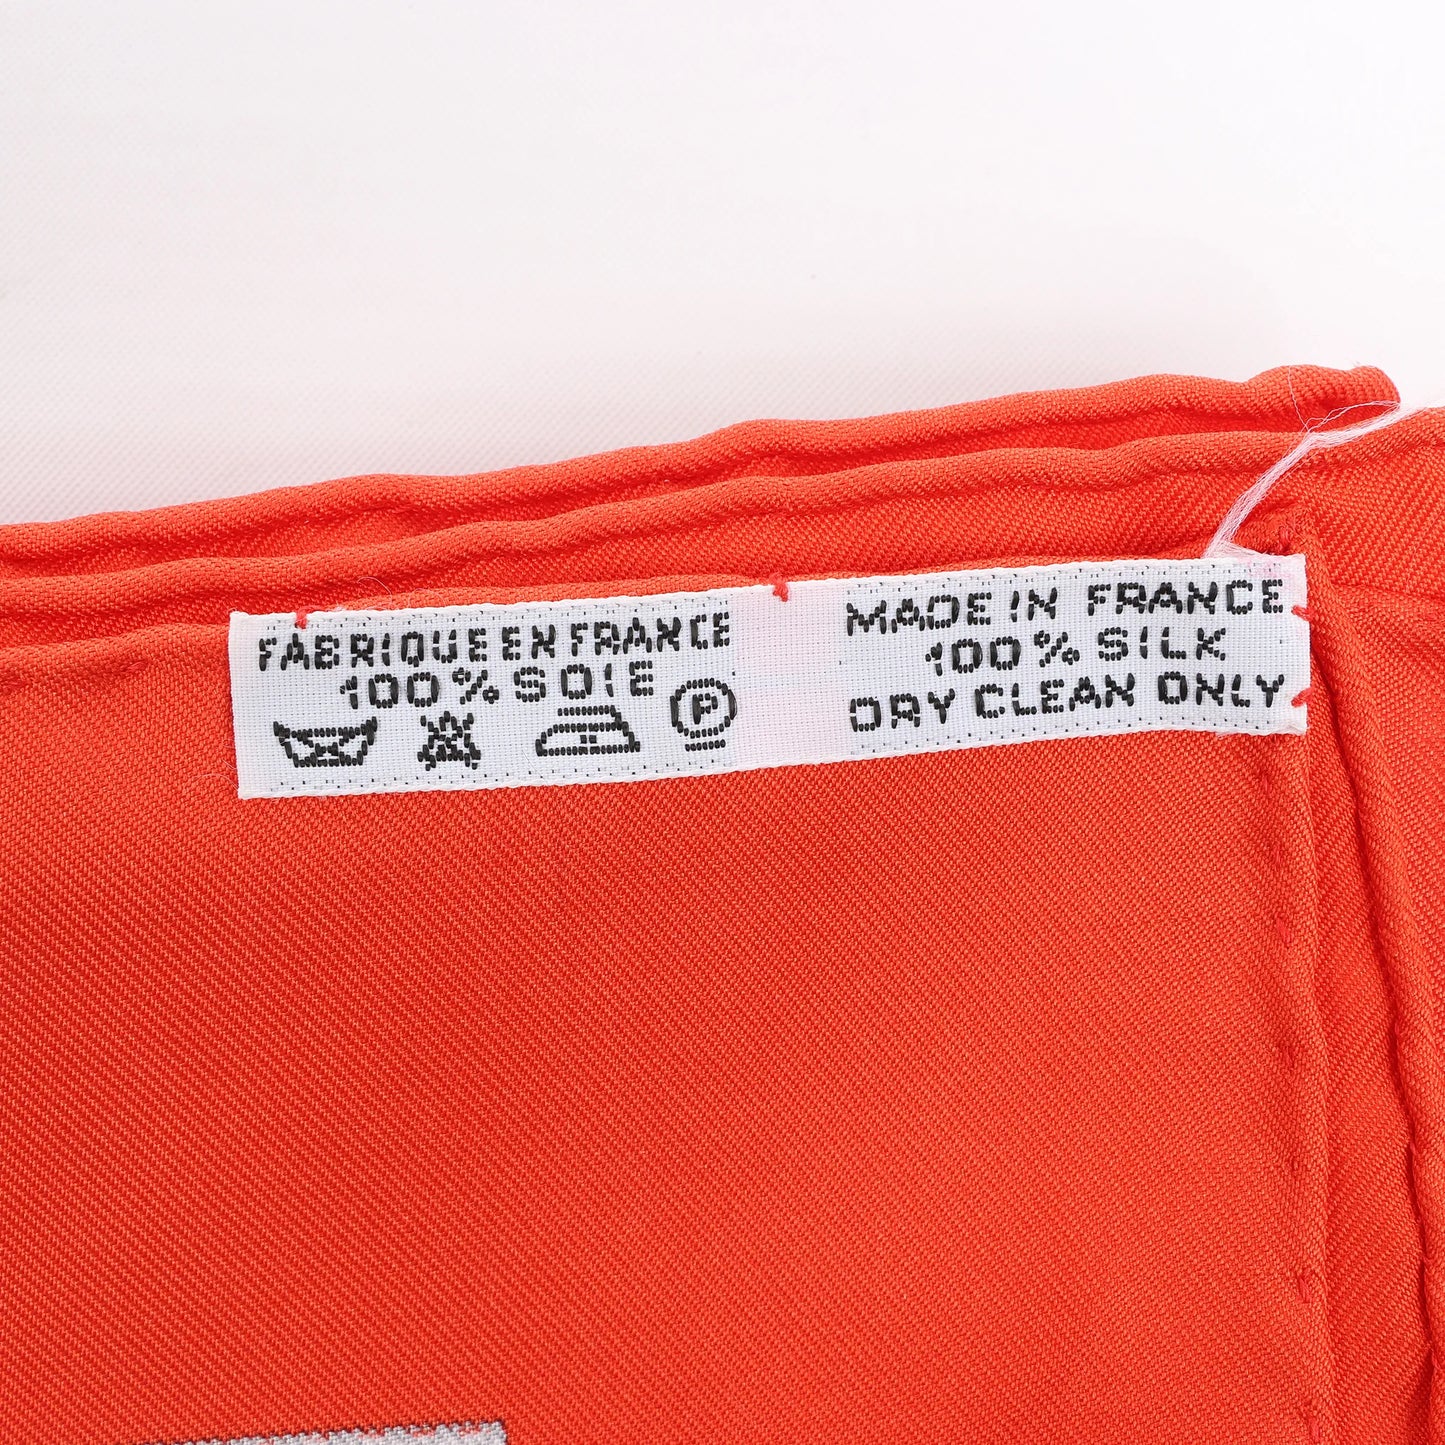 FABRIQUE EN FRANCE
100% SOIE
P
MADE IN FRANCE
100% SILK
DRY CLEAN ONLY